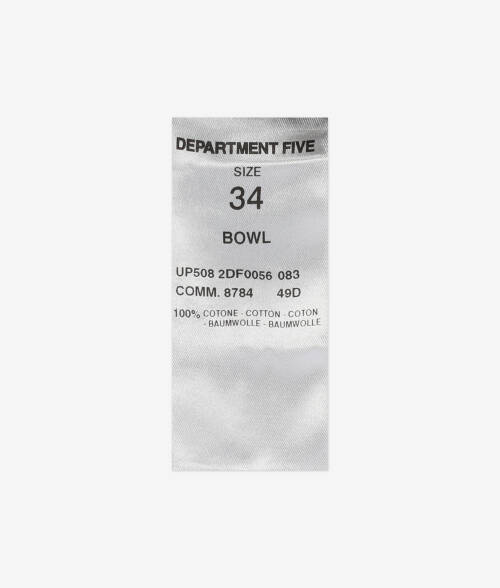 DEPARTMENT FIVE
SIZE
34
BOWL
UP508 2DF0056 083
COMM. 8784 49D
100% COTONE - COTTON - COTON
- BAUMWOLLE - BAUMWOLLE